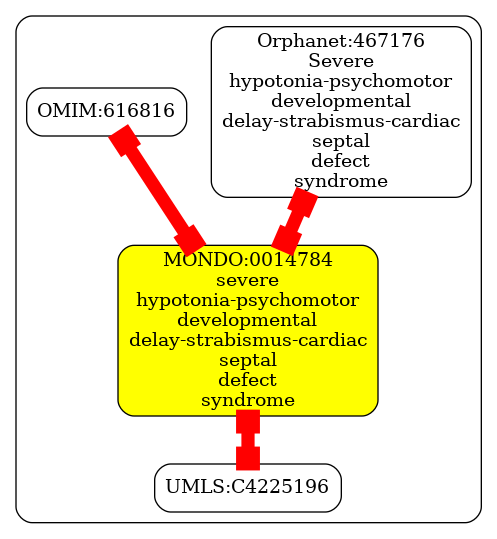 Orphanet:467176
Severe
hypotonia-psychomotor
developmental
delay-strabismus-cardiac
septal
defect
syndrome
OMIM:616816
MONDO:0014784
severe
hypotonia-psychomotor
developmental
delay-strabismus-cardiac
septal
defect
syndrome
UMLS:C4225196